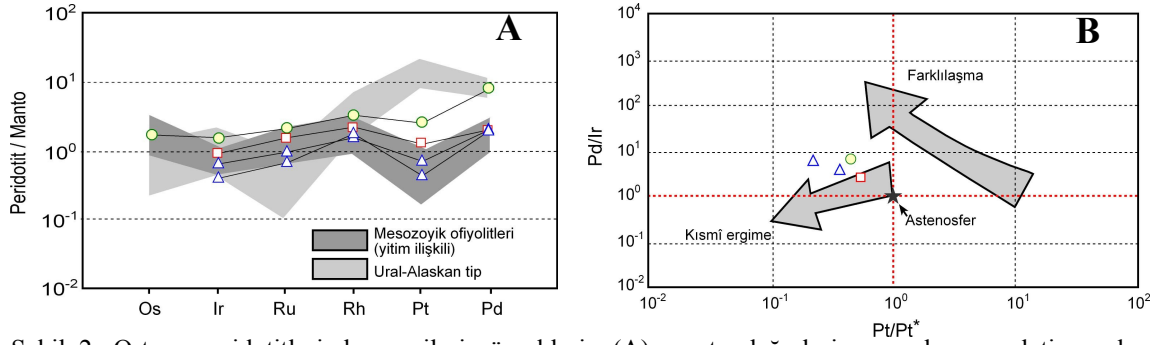 A
10²
10¹
10⁰
10⁻¹
10⁻²
Peridotit / Manto
Mesozoyik ofiyolitleri
(yitim ilişkili)
Ural-Alaskan tip
Os Ir Ru Rh Pt Pd
B
10⁴
10³
10²
10¹
10⁰
10⁻¹
10⁻²
Pd/Ir
Farklılaşma
Astenosfer
Kısmî ergime
10⁻² 10⁻¹ 10⁰ 10¹ 10²
Pt/Pt*